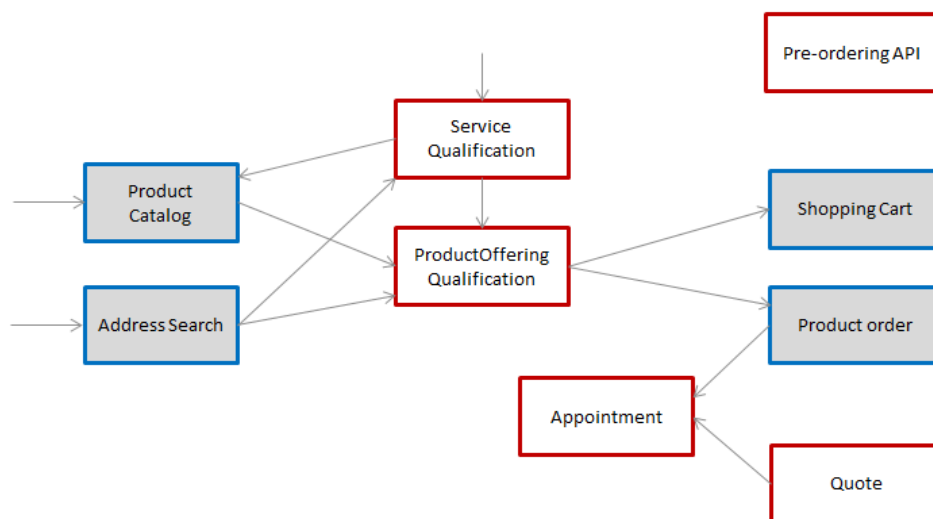 Pre-ordering API
Service
Qualification
Product
Catalog
Shopping Cart
ProductOffering
Qualification
Address Search
Product order
Appointment
Quote